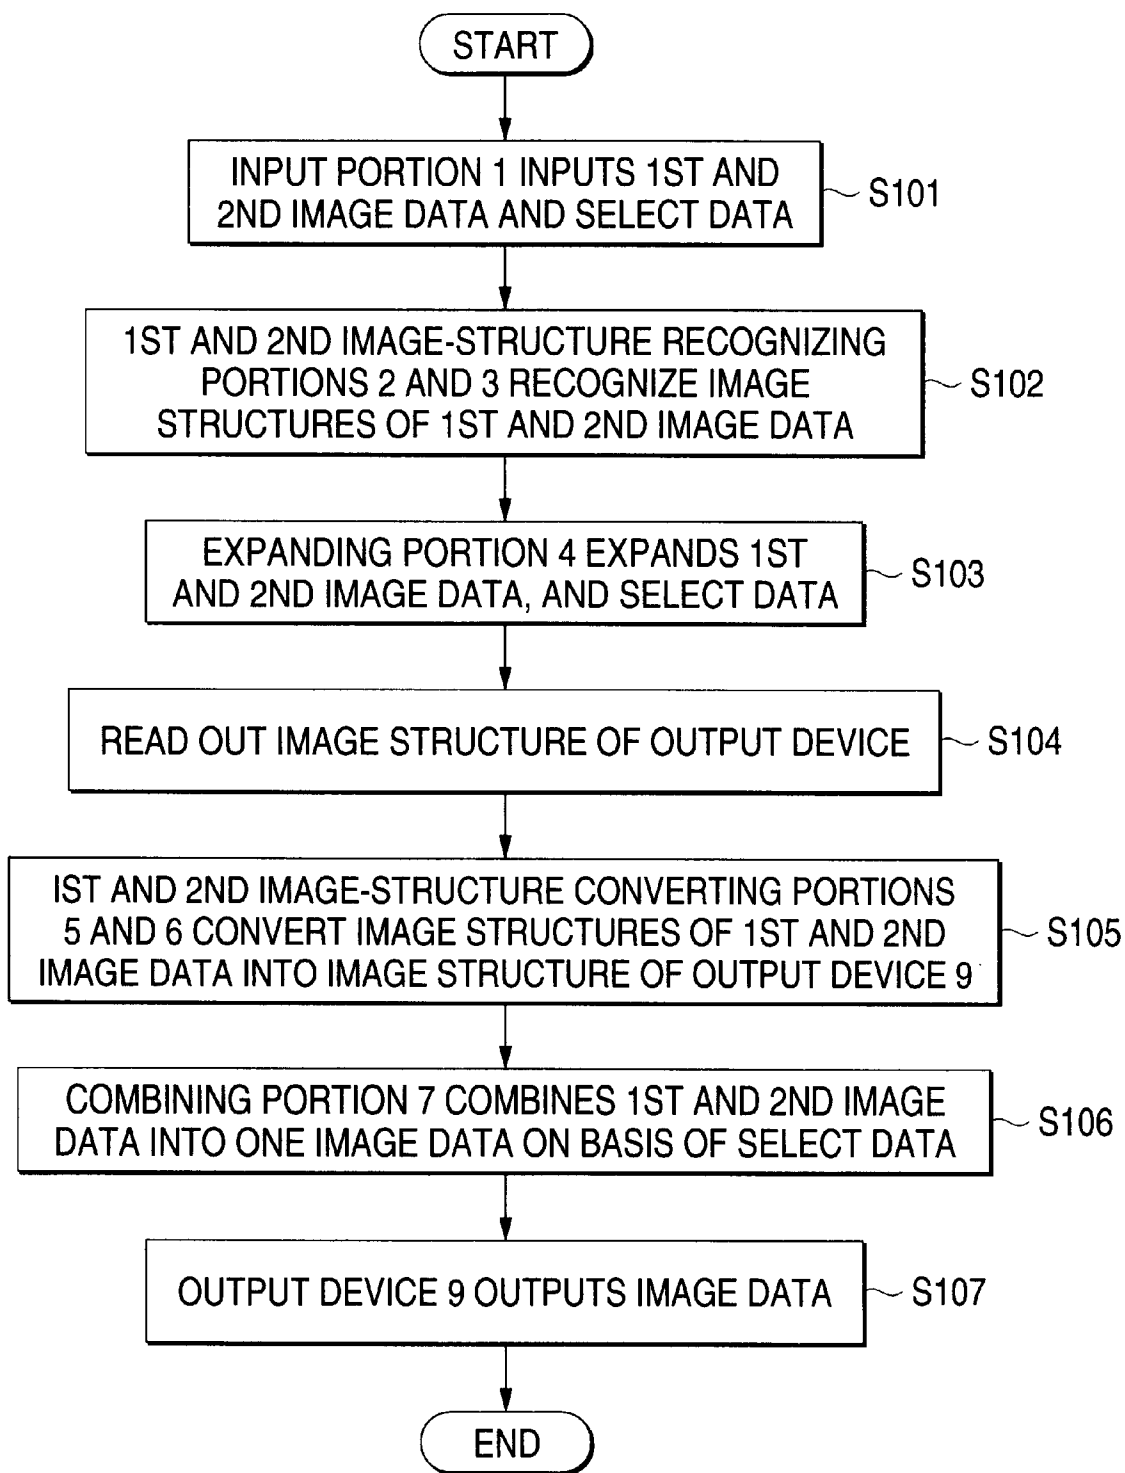 START
INPUT PORTION 1 INPUTS 1ST AND
2ND IMAGE DATA AND SELECT DATA
S101
1ST AND 2ND IMAGE-STRUCTURE RECOGNIZING
PORTIONS 2 AND 3 RECOGNIZE IMAGE
STRUCTURES OF 1ST AND 2ND IMAGE DATA
S102
EXPANDING PORTION 4 EXPANDS 1ST
AND 2ND IMAGE DATA, AND SELECT DATA
S103
READ OUT IMAGE STRUCTURE OF OUTPUT DEVICE
S104
IST AND 2ND IMAGE-STRUCTURE CONVERTING PORTIONS
5 AND 6 CONVERT IMAGE STRUCTURES OF 1ST AND 2ND
IMAGE DATA INTO IMAGE STRUCTURE OF OUTPUT DEVICE 9
S105
COMBINING PORTION 7 COMBINES 1ST AND 2ND IMAGE
DATA INTO ONE IMAGE DATA ON BASIS OF SELECT DATA
S106
OUTPUT DEVICE 9 OUTPUTS IMAGE DATA
S107
END